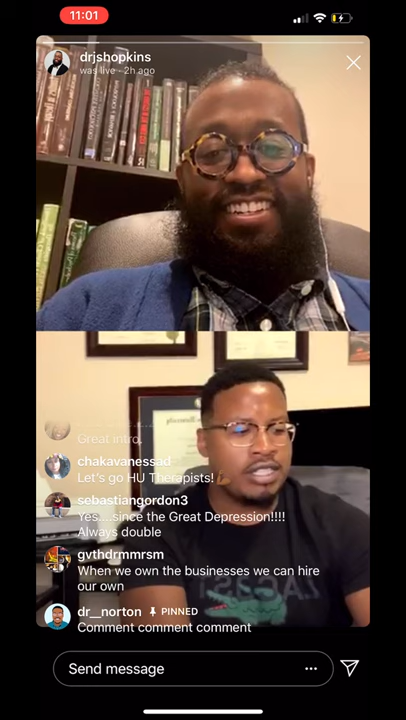 11:01
drjshopkins
was live · 2h ago
Great intro.
chakavanessad
Let's go HU Therapists!
sebastiangordon3
Yes....since the Great Depression!!!!
Always double
gvthdrmmrsm
When we own the businesses we can hire
our own
dr__norton PINNED
Comment comment comment
Send message